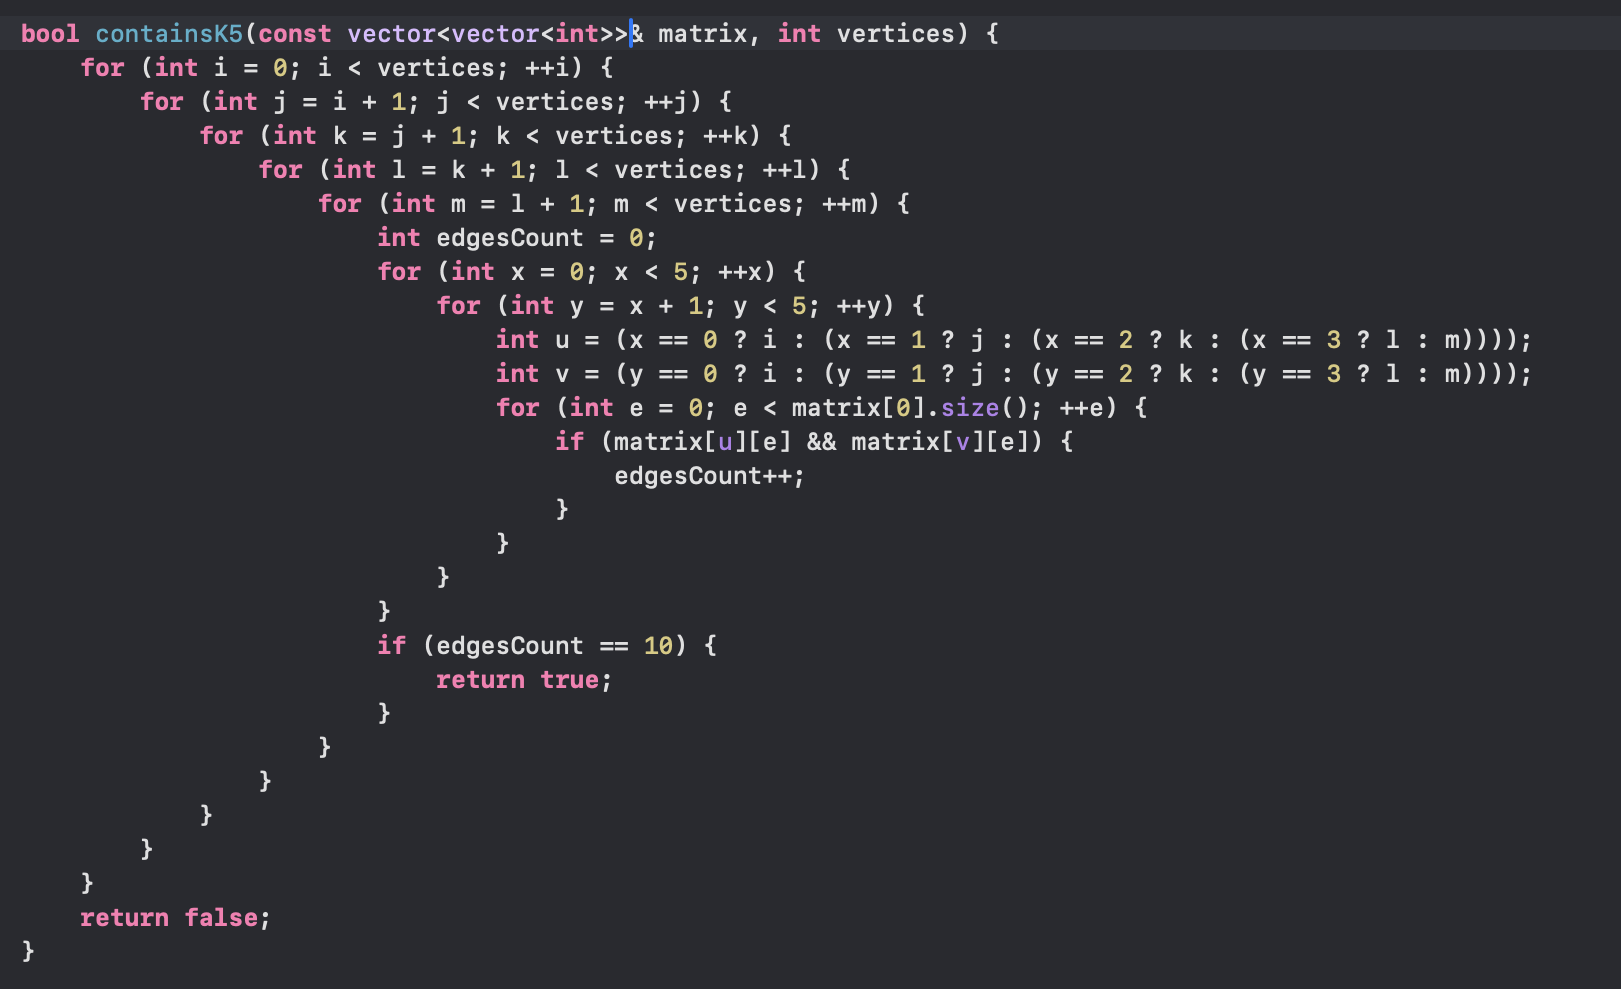 bool containsK5(const vector<vector<int>>& matrix, int vertices) {
    for (int i = 0; i < vertices; ++i) {
        for (int j = i + 1; j < vertices; ++j) {
            for (int k = j + 1; k < vertices; ++k) {
                for (int l = k + 1; l < vertices; ++l) {
                    for (int m = l + 1; m < vertices; ++m) {
                        int edgesCount = 0;
                        for (int x = 0; x < 5; ++x) {
                            for (int y = x + 1; y < 5; ++y) {
                                int u = (x == 0 ? i : (x == 1 ? j : (x == 2 ? k : (x == 3 ? l : m))));
                                int v = (y == 0 ? i : (y == 1 ? j : (y == 2 ? k : (y == 3 ? l : m))));
                                for (int e = 0; e < matrix[0].size(); ++e) {
                                    if (matrix[u][e] && matrix[v][e]) {
                                        edgesCount++;
                                    }
                                }
                            }
                        }
                        if (edgesCount == 10) {
                            return true;
                        }
                    }
                }
            }
        }
    }
    return false;
}